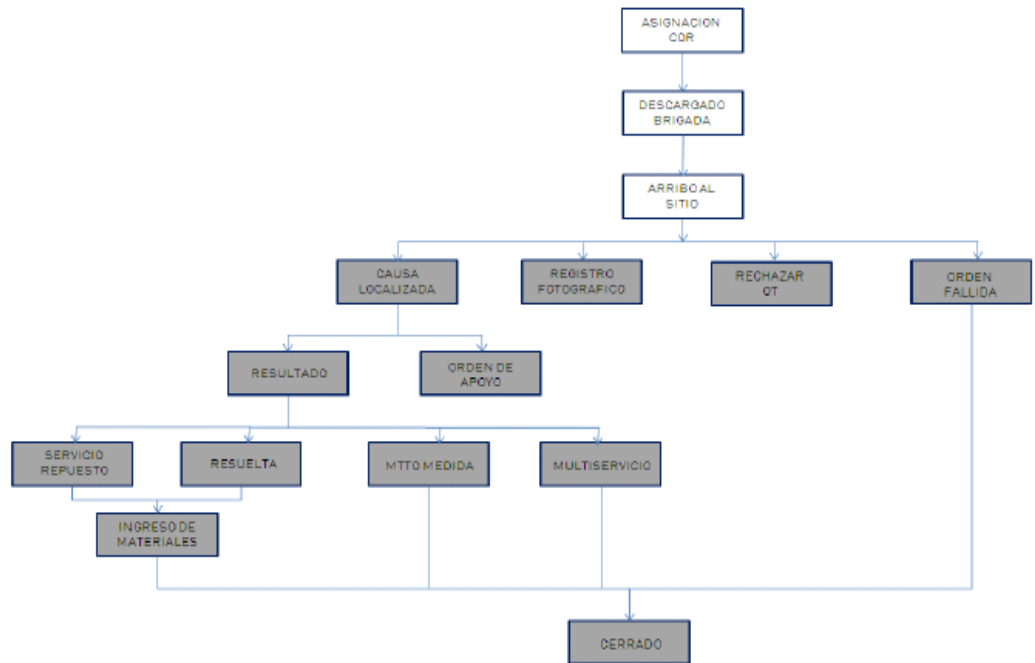 ASIGNACION
COR
DESCARGADO
BRIGADA
ARRIBO AL
SITIO
CAUSA
LOCALIZADA
REGISTRO
FOTOGRAFICO
RECHAZAR
OT
ORDEN
FALLIDA
RESULTADO
ORDEN DE
APOYO
SERVICIO
REPUESTO
RESUELTA
MTTO MEDIDA
MULTISERVICIO
INGRESO DE
MATERIALES
CERRADO